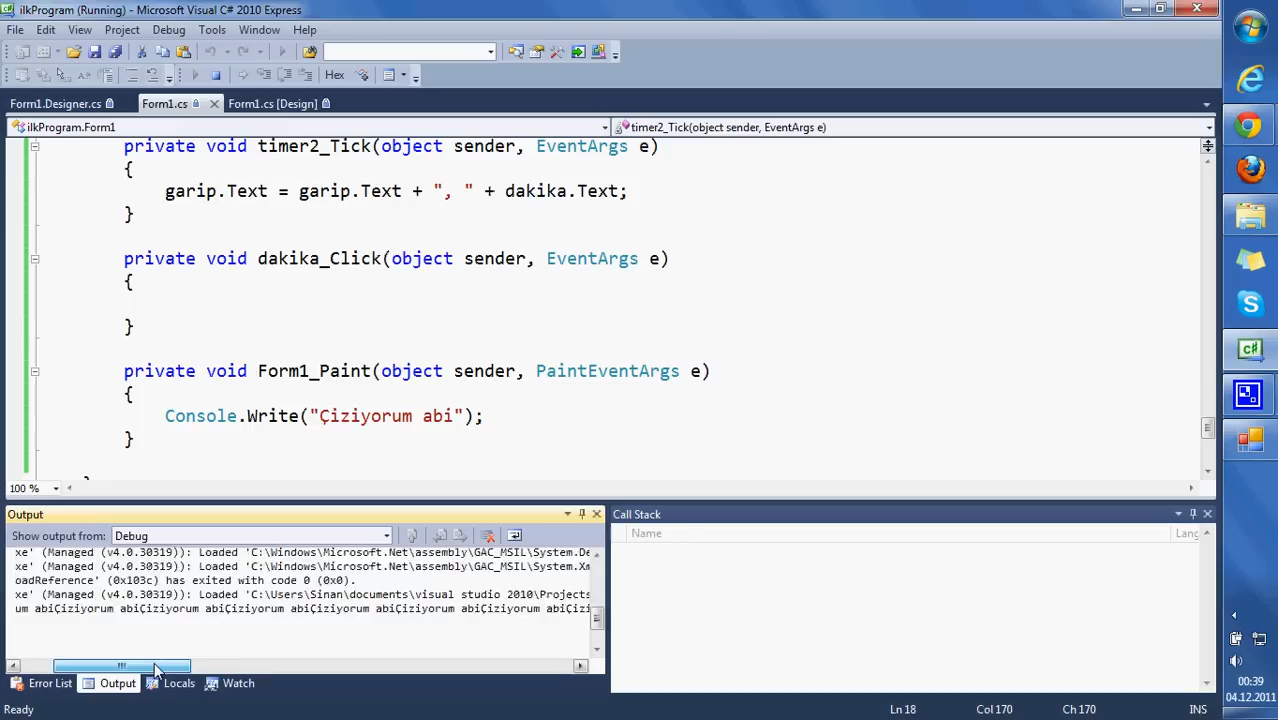 ilkProgram (Running) - Microsoft Visual C# 2010 Express
File Edit View Project Debug Tools Window Help
Hex
Form1.Designer.cs Form1.cs Form1.cs [Design]
ilkProgram.Form1 timer2_Tick(object sender, EventArgs e)
private void timer2_Tick(object sender, EventArgs e)
{
garip.Text = garip.Text + ", " + dakika.Text;
}
private void dakika_Click(object sender, EventArgs e)
{
}
private void Form1_Paint(object sender, PaintEventArgs e)
{
Console.Write("Çiziyorum abi");
}
100 %
Output
Call Stack
Show output from: Debug
Name Lang
xe' (Managed (v4.0.30319)): Loaded 'C:\Windows\Microsoft.Net\assembly\GAC_MSIL\System.De
xe' (Managed (v4.0.30319)): Loaded 'C:\Windows\Microsoft.Net\assembly\GAC_MSIL\System.Xm
oadReference' (0x103c) has exited with code 0 (0x0).
xe' (Managed (v4.0.30319)): Loaded 'C:\Users\Sinan\documents\visual studio 2010\Projects
um abiÇiziyorum abiÇiziyorum abiÇiziyorum abiÇiziyorum abiÇiziyorum abiÇiziyorum abiÇizi
Error List Output Locals Watch
Ready Ln 18 Col 170 Ch 170 INS
00:39
04.12.2011